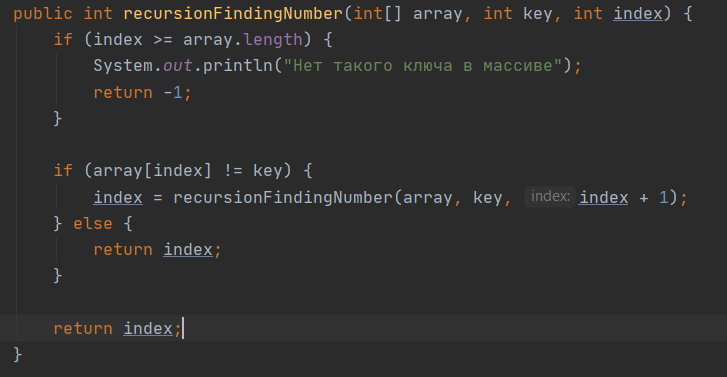 public int recursionFindingNumber(int[] array, int key, int index) {
if (index >= array.length) {
System.out.println("Нет такого ключа в массиве");
return -1;
}
if (array[index] != key) {
index = recursionFindingNumber(array, key, index: index + 1);
} else {
return index;
}
return index;
}